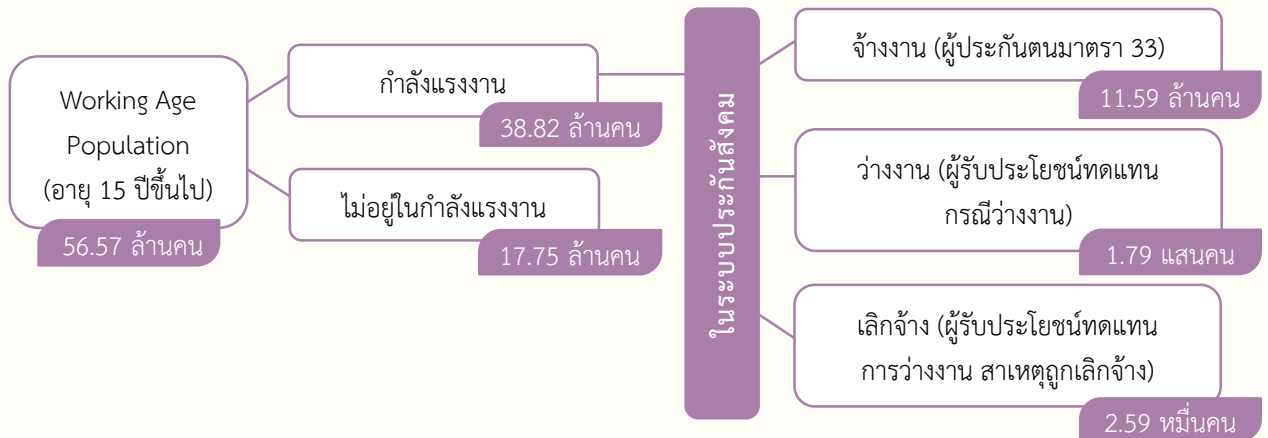 Working Age
Population
(อายุ 15 ปีขึ้นไป)
56.57 ล้านคน
กำลังแรงงาน
38.82 ล้านคน
ไม่อยู่ในกำลังแรงงาน
17.75 ล้านคน
ในระบบประกันสังคม
จ้างงาน (ผู้ประกันตนมาตรา 33)
11.59 ล้านคน
ว่างงาน (ผู้รับประโยชน์ทดแทน
กรณีว่างงาน)
1.79 แสนคน
เลิกจ้าง (ผู้รับประโยชน์ทดแทน
การว่างงาน สาเหตุถูกเลิกจ้าง)
2.59 หมื่นคน